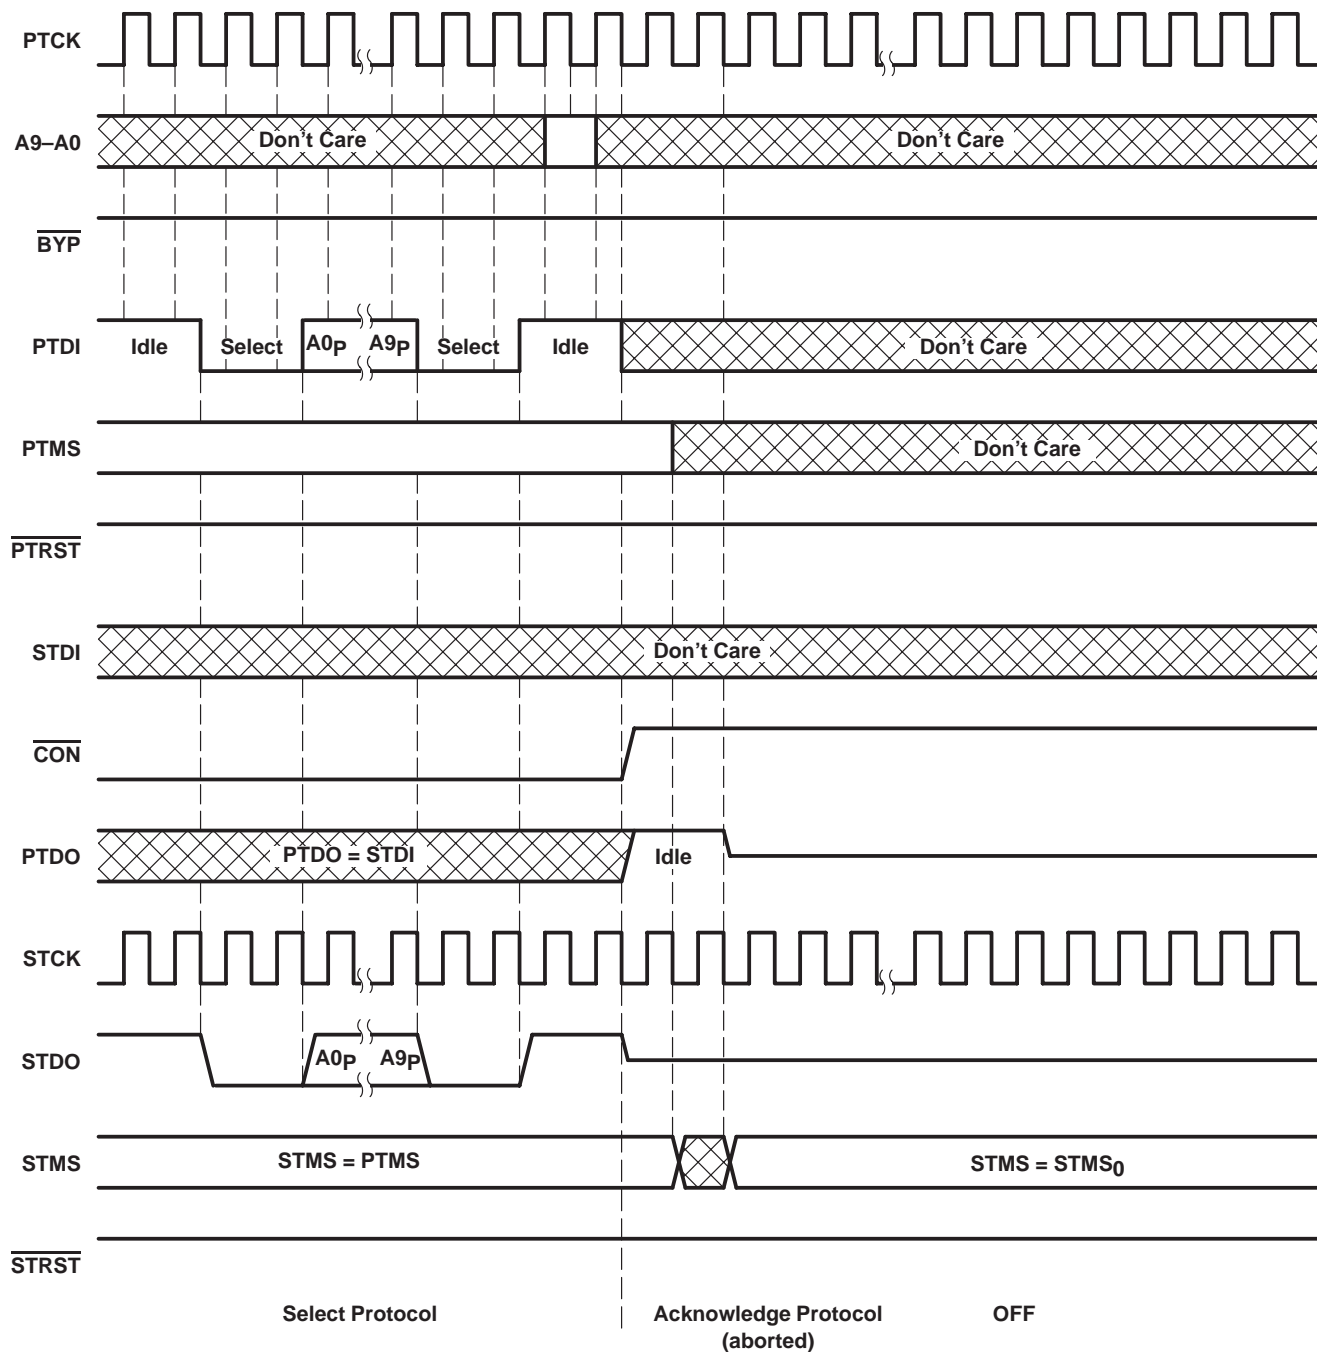 PTCK
A9–A0
Don't Care
Don't Care
BYP
PTDI
Idle
Select
A0P
A9P
Select
Idle
Don't Care
PTMS
Don't Care
PTRST
STDI
Don't Care
CON
PTDO
PTDO = STDI
Idle
STCK
STDO
A0P
A9P
STMS
STMS = PTMS
STMS = STMS0
STRST
Select Protocol
Acknowledge Protocol
(aborted)
OFF